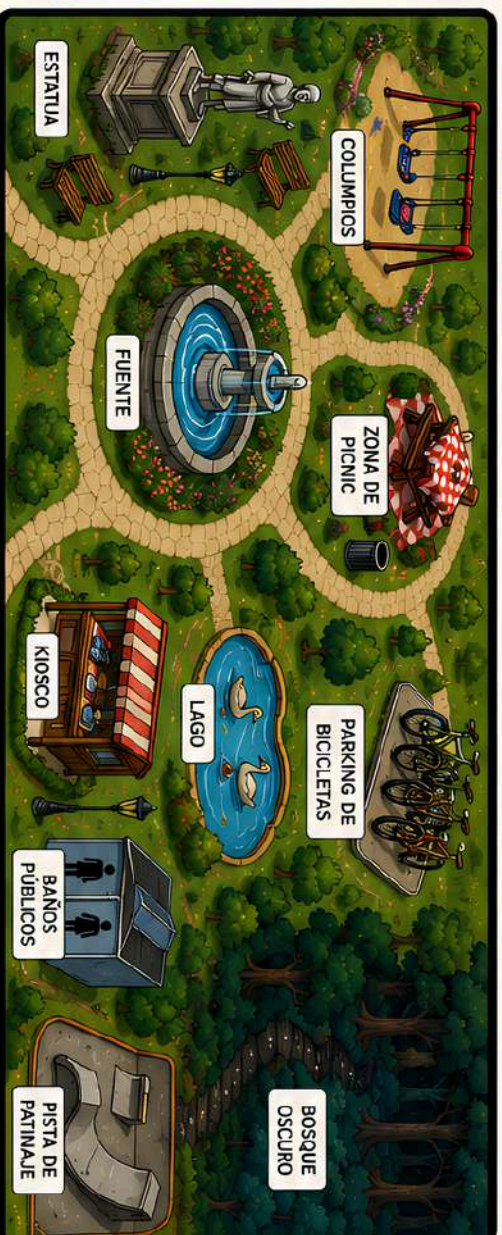 COLUMPIOS
ESTATUA
ZONA DE
PICNIC
FUENTE
PARKING DE
BICICLETAS
LAGO
KIOSCO
BAÑOS
PÚBLICOS
BOSQUE
OSCURO
PISTA DE
PATINAJE